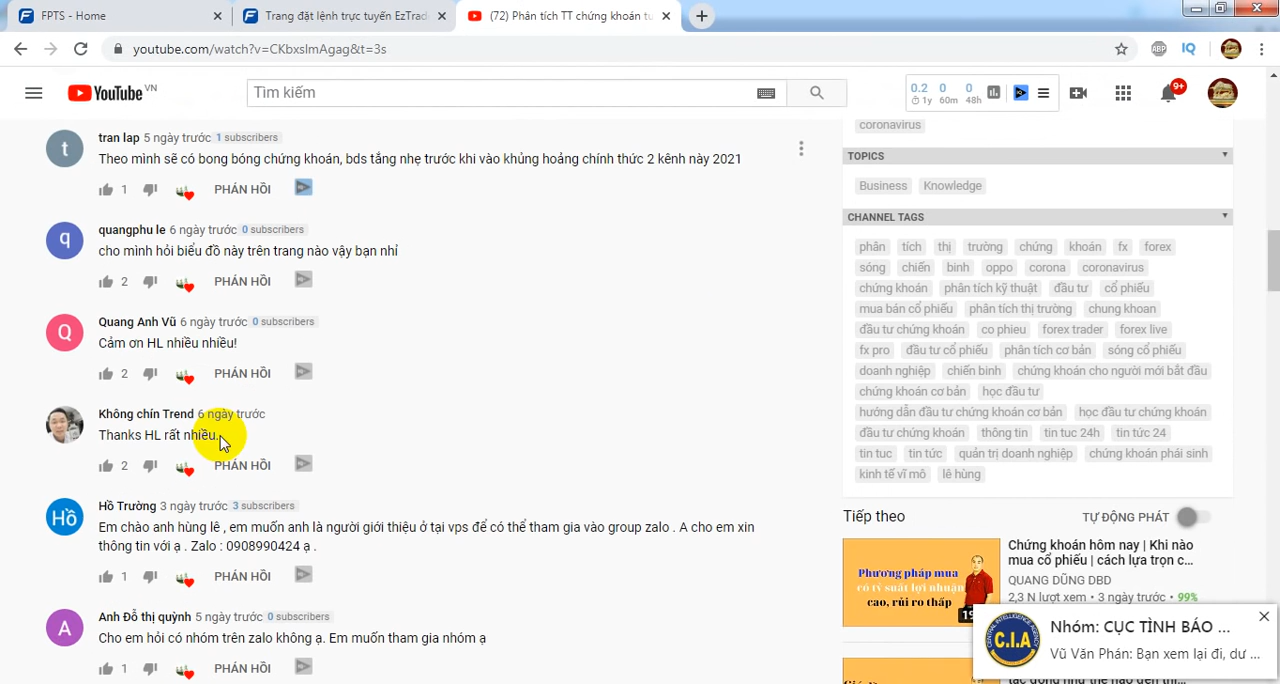 FPTS - Home
Trang đặt lệnh trực tuyến EzTrad
(72) Phân tích TT chứng khoán tu
youtube.com/watch?v=CKbxsImAgag&t=3s
ABP
IQ
YouTube VN
Tìm kiếm
0.2 0 0
1y 60m 48h
9+
coronavirus
TOPICS
Business Knowledge
CHANNEL TAGS
phân tích thị trường chứng khoán fx forex
sóng chiến binh oppo corona coronavirus
chứng khoán phân tích kỹ thuật đầu tư cổ phiếu
mua bán cổ phiếu phân tích thị trường chung khoan
đầu tư chứng khoán co phieu forex trader forex live
fx pro đầu tư cổ phiếu phân tích cơ bản sóng cổ phiếu
doanh nghiệp chiến binh chứng khoán cho người mới bắt đầu
chứng khoán cơ bản học đầu tư
hướng dẫn đầu tư chứng khoán cơ bản học đầu tư chứng khoán
đầu tư chứng khoán thông tin tin tuc 24h tin tức 24
tin tuc tin tức quản trị doanh nghiệp chứng khoán phái sinh
kinh tế vĩ mô lê hùng
t
tran lap 5 ngày trước 1 subscribers
Theo mình sẽ có bong bóng chứng khoán, bds tắng nhẹ trước khi vào khủng hoảng chính thức 2 kênh này 2021
1 PHẢN HỒI
q
quangphu le 6 ngày trước 0 subscribers
cho mình hỏi biểu đồ này trên trang nào vậy bạn nhỉ
2 PHẢN HỒI
Q
Quang Anh Vũ 6 ngày trước 0 subscribers
Cảm ơn HL nhiều nhiều!
2 PHẢN HỒI
Không chín Trend 6 ngày trước
Thanks HL rất nhiều.
2 PHẢN HỒI
Hồ
Hồ Trường 3 ngày trước 3 subscribers
Em chào anh hùng lê , em muốn anh là người giới thiệu ở tại vps để có thể tham gia vào group zalo . A cho em xin
thông tin với ạ . Zalo : 0908990424 ạ .
1 PHẢN HỒI
A
Anh Đỗ thị quỳnh 5 ngày trước 0 subscribers
Cho em hỏi có nhóm trên zalo không ạ. Em muốn tham gia nhóm ạ
1 PHẢN HỒI
Tiếp theo
TỰ ĐỘNG PHÁT
Phương pháp mua
có tỷ suất lợi nhuận
cao, rủi ro thấp
Chứng khoán hôm nay | Khi nào
mua cổ phiếu | cách lựa trọn c...
QUANG DŨNG DBD
2,3 N lượt xem • 3 ngày trước • 99%
CENTRAL INTELLIGENCE AGENCY
C.I.A
Nhóm: CỤC TÌNH BÁO ...
Vũ Văn Phán: Bạn xem lại đi, dư ...